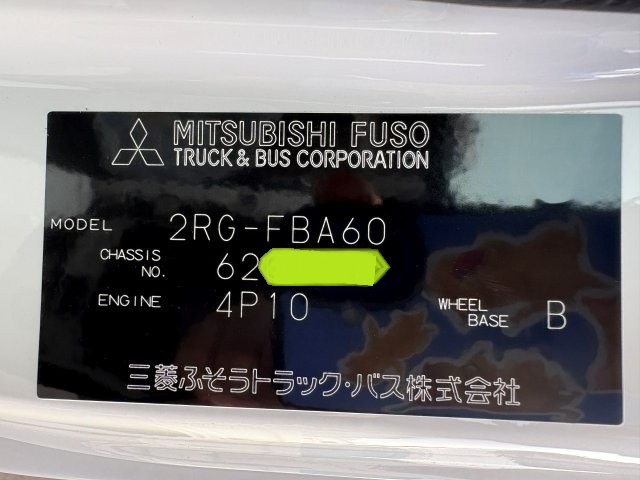 MITSUBISHI FUSO
TRUCK & BUS CORPORATION
MODEL 2RG-FBA60
CHASSIS NO. 62
ENGINE 4P10
WHEEL BASE B
三菱ふそうトラック・バス株式会社